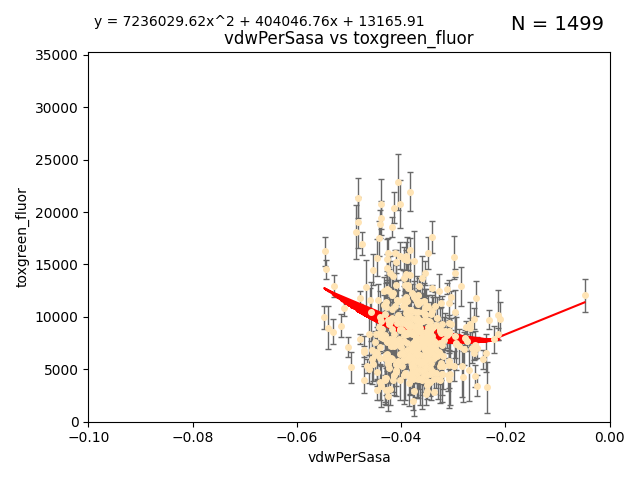 y = 7236029.62x^2 + 404046.76x + 13165.91
N = 1499
vdwPerSasa vs toxgreen_fluor
35000
30000
25000
20000
15000
10000
5000
0
toxgreen_fluor
−0.10
−0.08
−0.06
−0.04
−0.02
0.00
vdwPerSasa